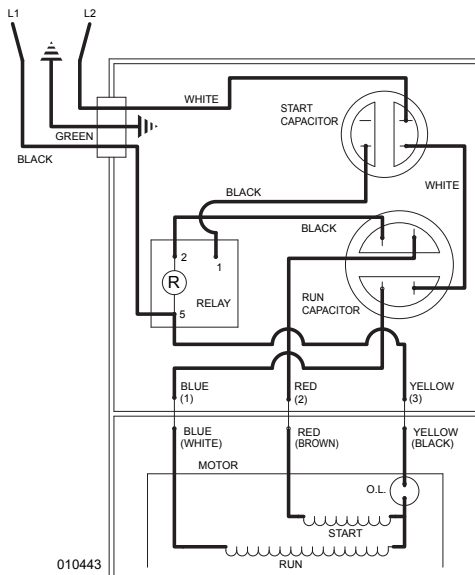 L1
L2
WHITE
GREEN
BLACK
START
CAPACITOR
WHITE
BLACK
BLACK
2
1
R
RELAY
5
RUN
CAPACITOR
BLUE
(1)
RED
(2)
YELLOW
(3)
BLUE
(WHITE)
RED
(BROWN)
YELLOW
(BLACK)
MOTOR
O.L.
START
RUN
010443